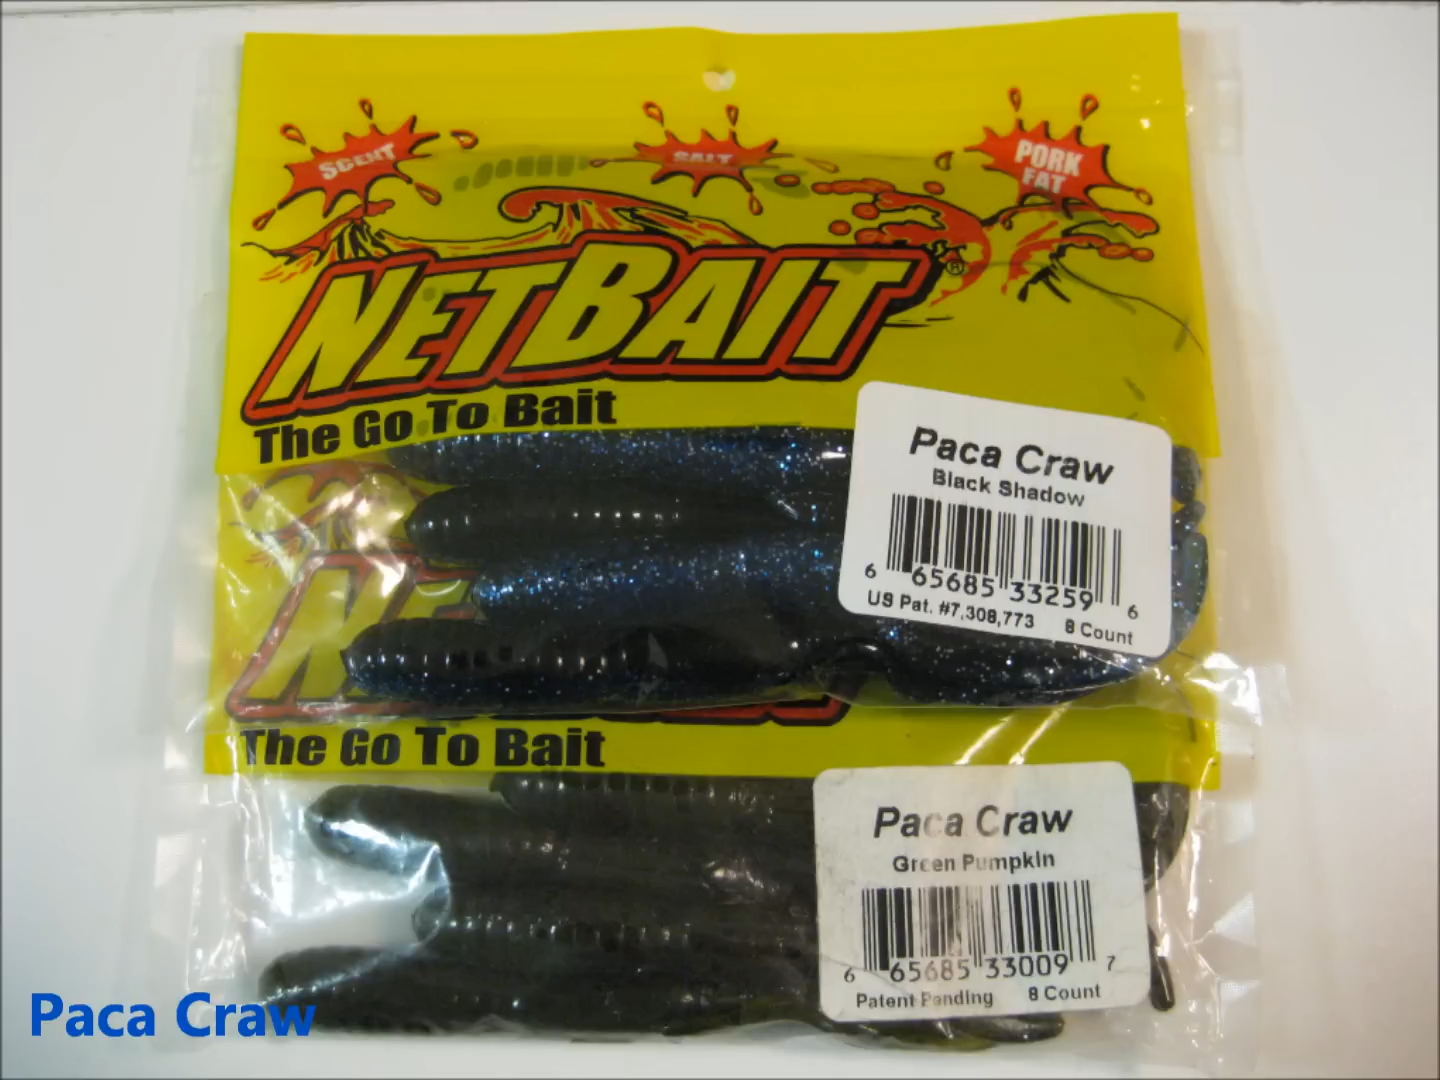 SCENT
SALT
PORK
FAT
NETBAIT®
The Go To Bait
Paca Craw
Black Shadow
6 65685 33259 6
US Pat. #7,308,773 8 Count
NE
The Go To Bait
Paca Craw
Green Pumpkin
6 65685 33009 7
Patent Pending 8 Count
Paca Craw